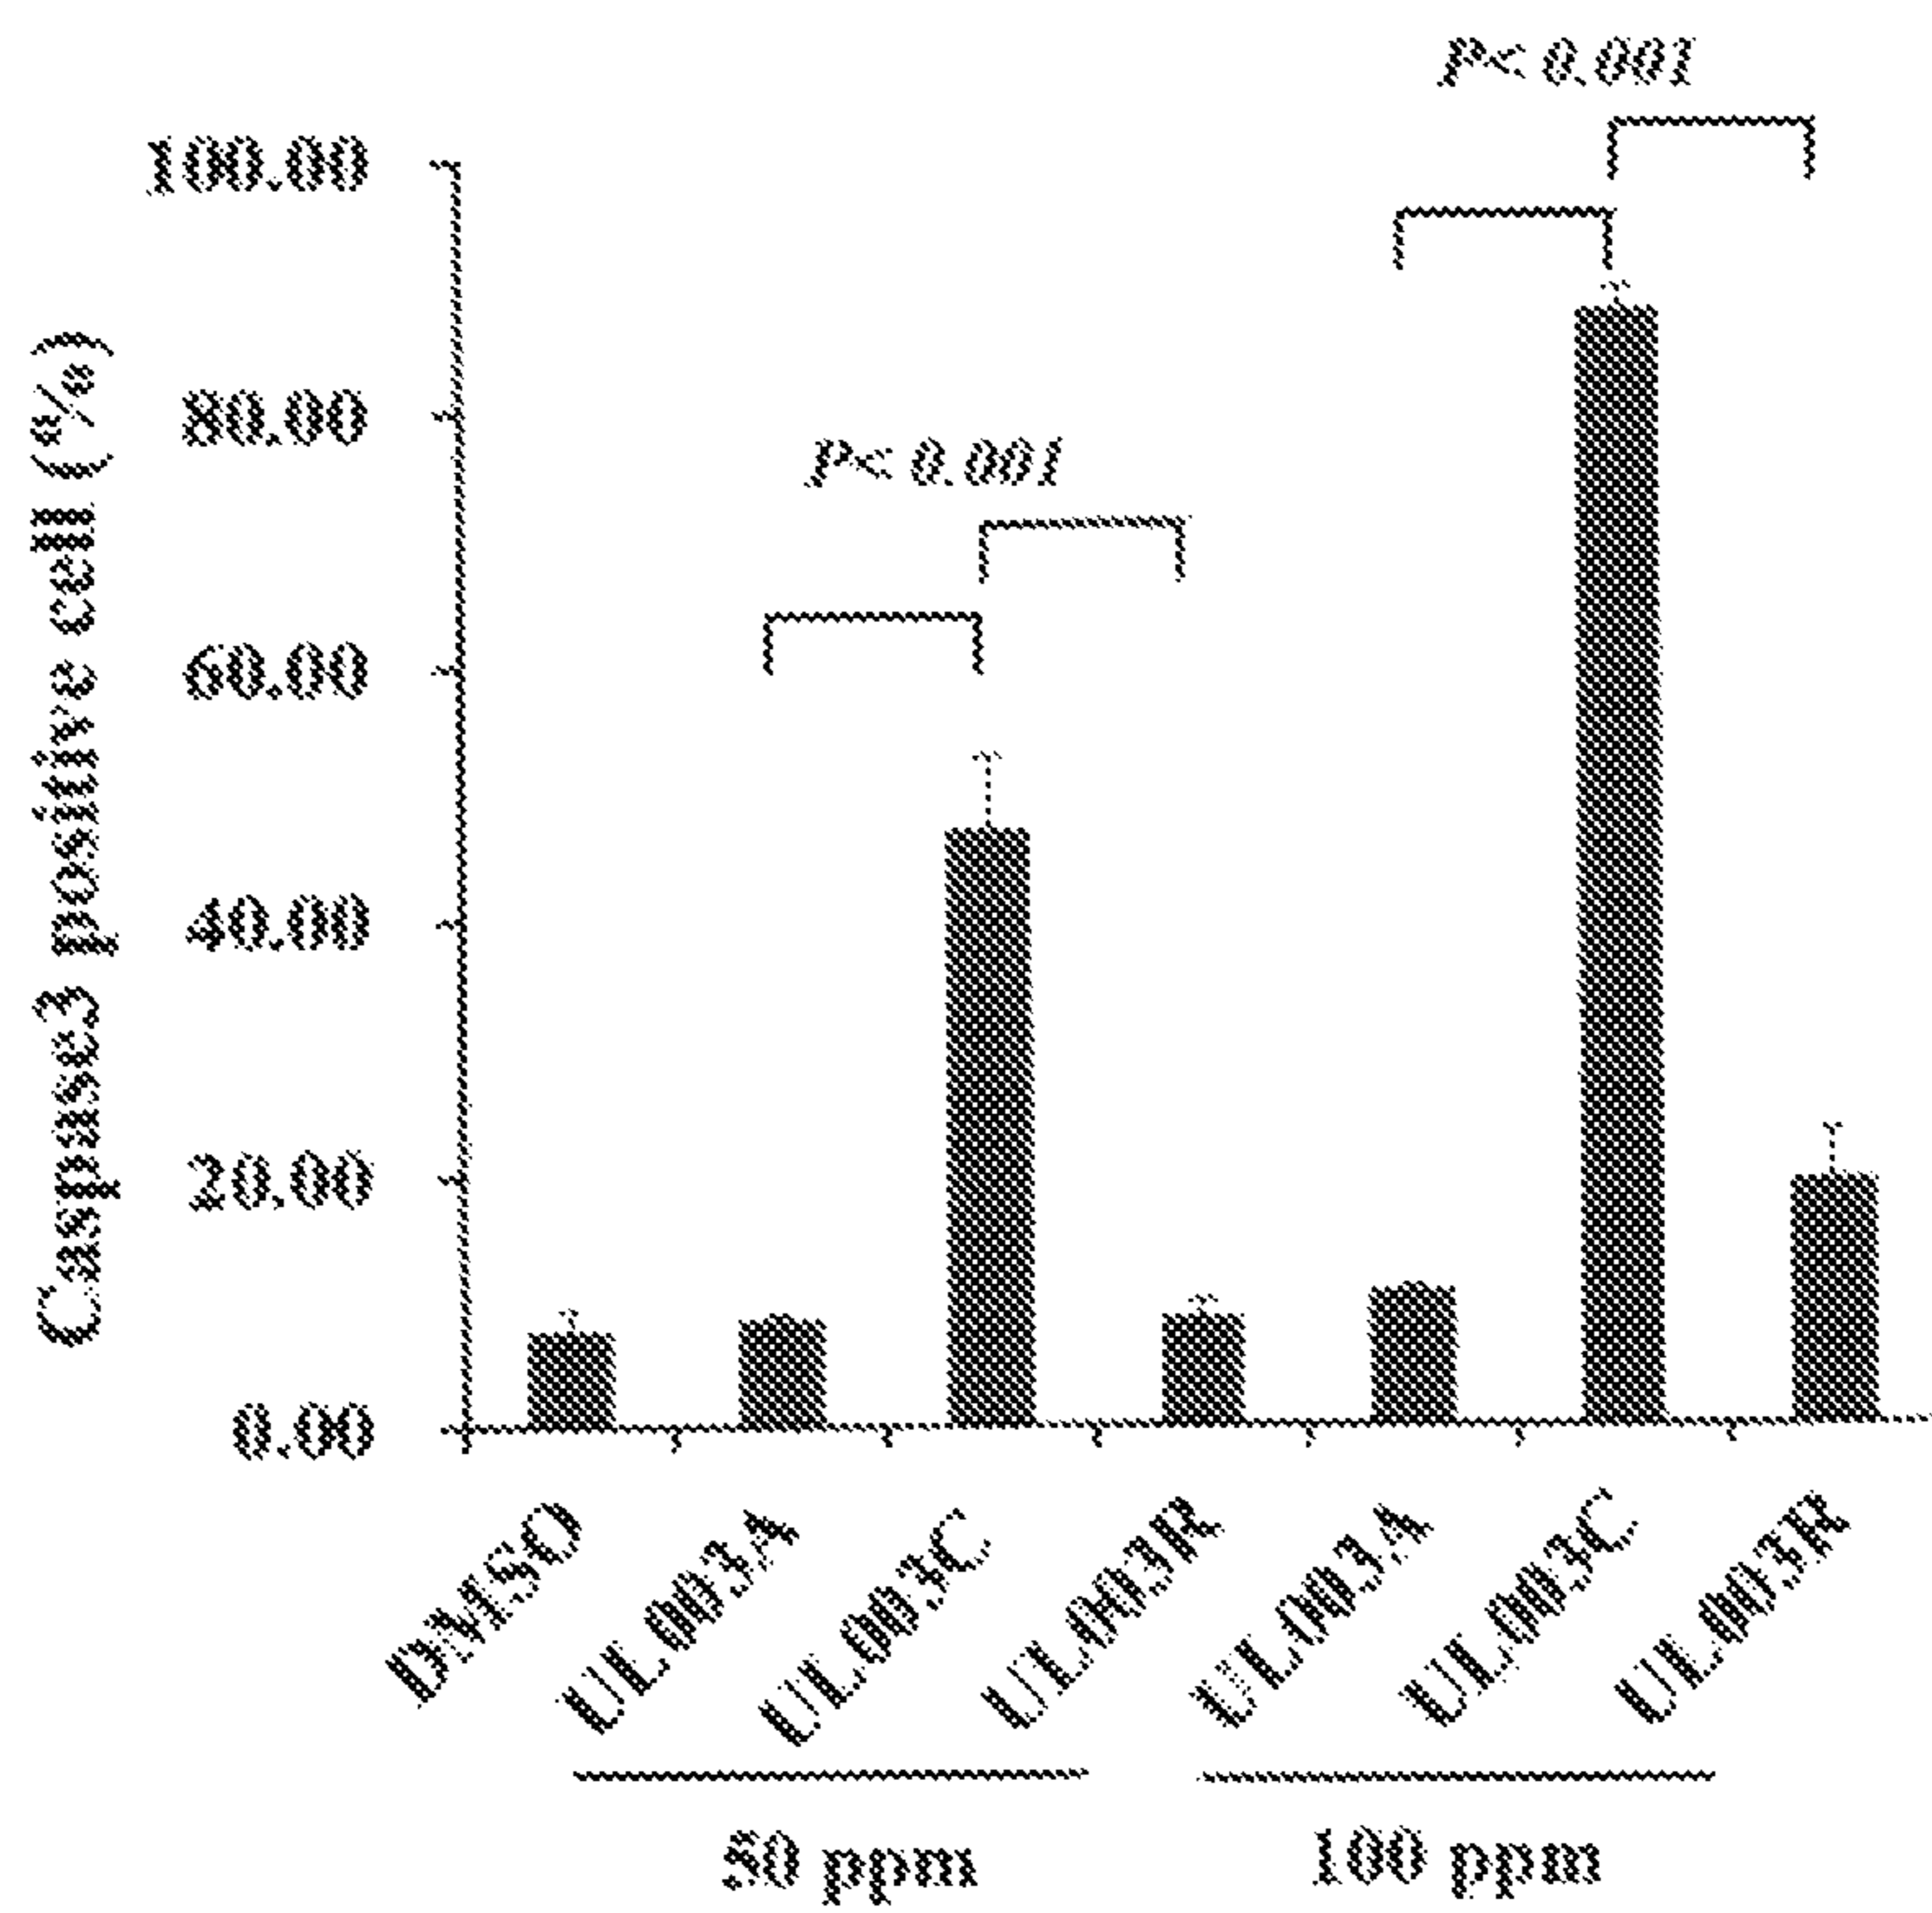 P< 0.001
100.00
80.00
P< 0.001
60.00
40.00
20.00
0.00
Caspase3 positive cell (%)
DMSO
UL003A
UL003C
UL003R
UL003A
UL003C
UL003R
50 ppm
100 ppm